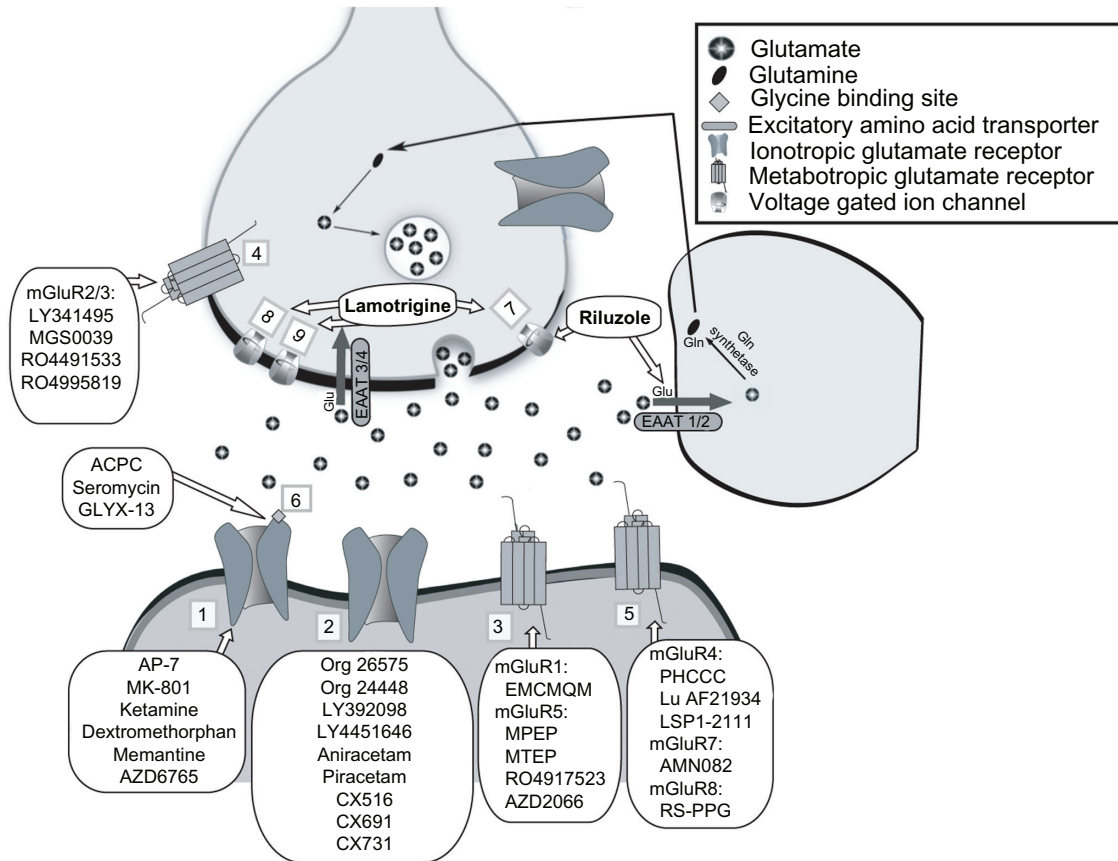 Glutamate
Glutamine
Glycine binding site
Excitatory amino acid transporter
Ionotropic glutamate receptor
Metabotropic glutamate receptor
Voltage gated ion channel
4
mGluR2/3:
LY341495
MGS0039
RO4491533
RO4995819
8
9
Lamotrigine
7
Riluzole
Gln
Gln
synthetase
Glu
EAAT 3/4
Glu
EAAT 1/2
ACPC
Seromycin
GLYX-13
6
1
2
3
5
AP-7
MK-801
Ketamine
Dextromethorphan
Memantine
AZD6765
Org 26575
Org 24448
LY392098
LY4451646
Aniracetam
Piracetam
CX516
CX691
CX731
mGluR1:
EMCMQM
mGluR5:
MPEP
MTEP
RO4917523
AZD2066
mGluR4:
PHCCC
Lu AF21934
LSP1-2111
mGluR7:
AMN082
mGluR8:
RS-PPG